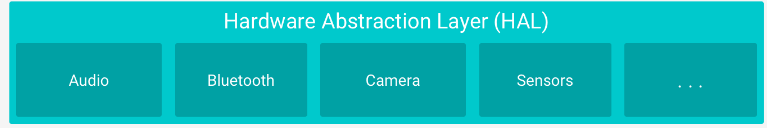 Hardware Abstraction Layer (HAL)
Audio
Bluetooth
Camera
Sensors
. . .